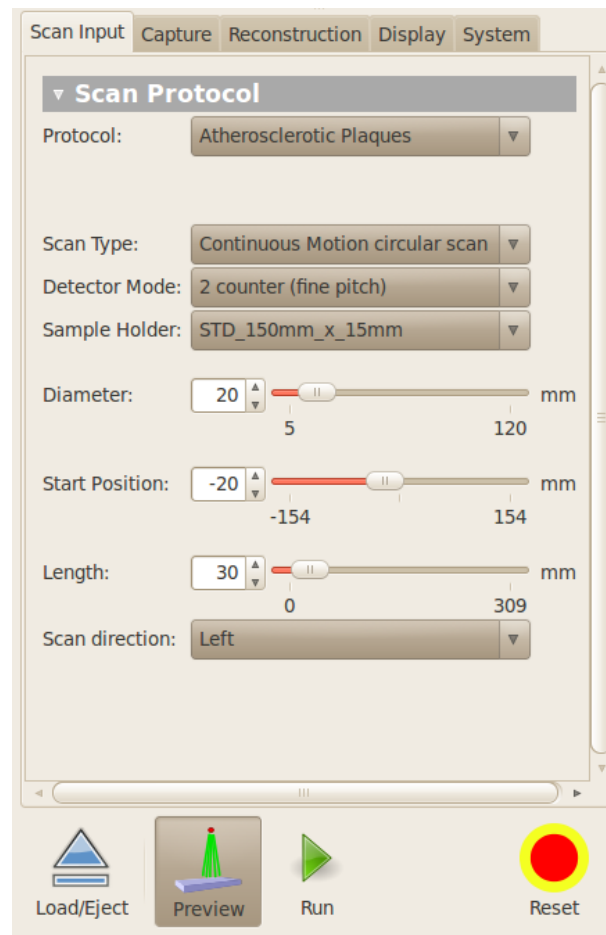 Scan Input Capture Reconstruction Display System
Scan Protocol
Protocol: Atherosclerotic Plaques
Scan Type: Continuous Motion circular scan
Detector Mode: 2 counter (fine pitch)
Sample Holder: STD_150mm_x_15mm
Diameter: 20 mm
5 120
Start Position: -20 mm
-154 154
Length: 30 mm
0 309
Scan direction: Left
Load/Eject Preview Run Reset